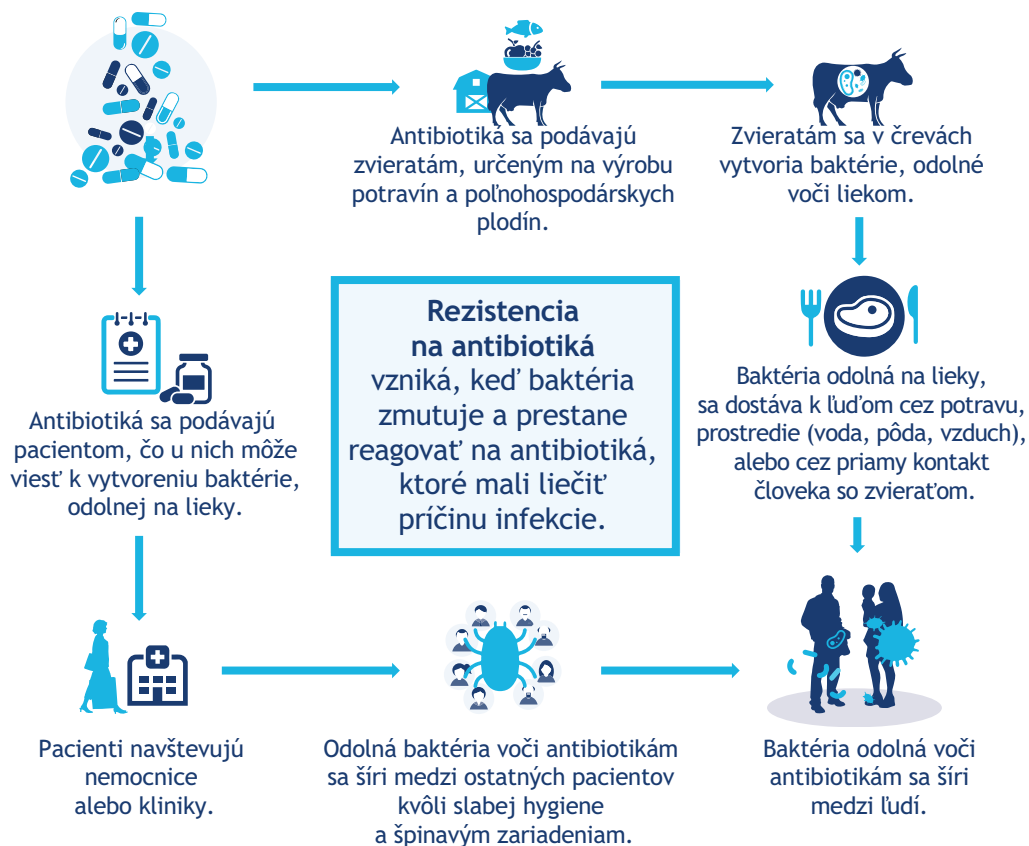 Antibiotiká sa podávajú
zvieratám, určeným na výrobu
potravín a poľnohospodárskych
plodín.
Zvieratám sa v črevách
vytvoria baktérie, odolné
voči liekom.
Antibiotiká sa podávajú
pacientom, čo u nich môže
viesť k vytvoreniu baktérie,
odolnej na lieky.
Rezistencia
na antibiotiká
vzniká, keď baktéria
zmutuje a prestane
reagovať na antibiotiká,
ktoré mali liečiť
príčinu infekcie.
Baktéria odolná na lieky,
sa dostáva k ľuďom cez potravu,
prostredie (voda, pôda, vzduch),
alebo cez priamy kontakt
človeka so zvieraťom.
Pacienti navštevujú
nemocnice
alebo kliniky.
Odolná baktéria voči antibiotikám
sa šíri medzi ostatných pacientov
kvôli slabej hygiene
a špinavým zariadeniam.
Baktéria odolná voči
antibiotikám sa šíri
medzi ľudí.